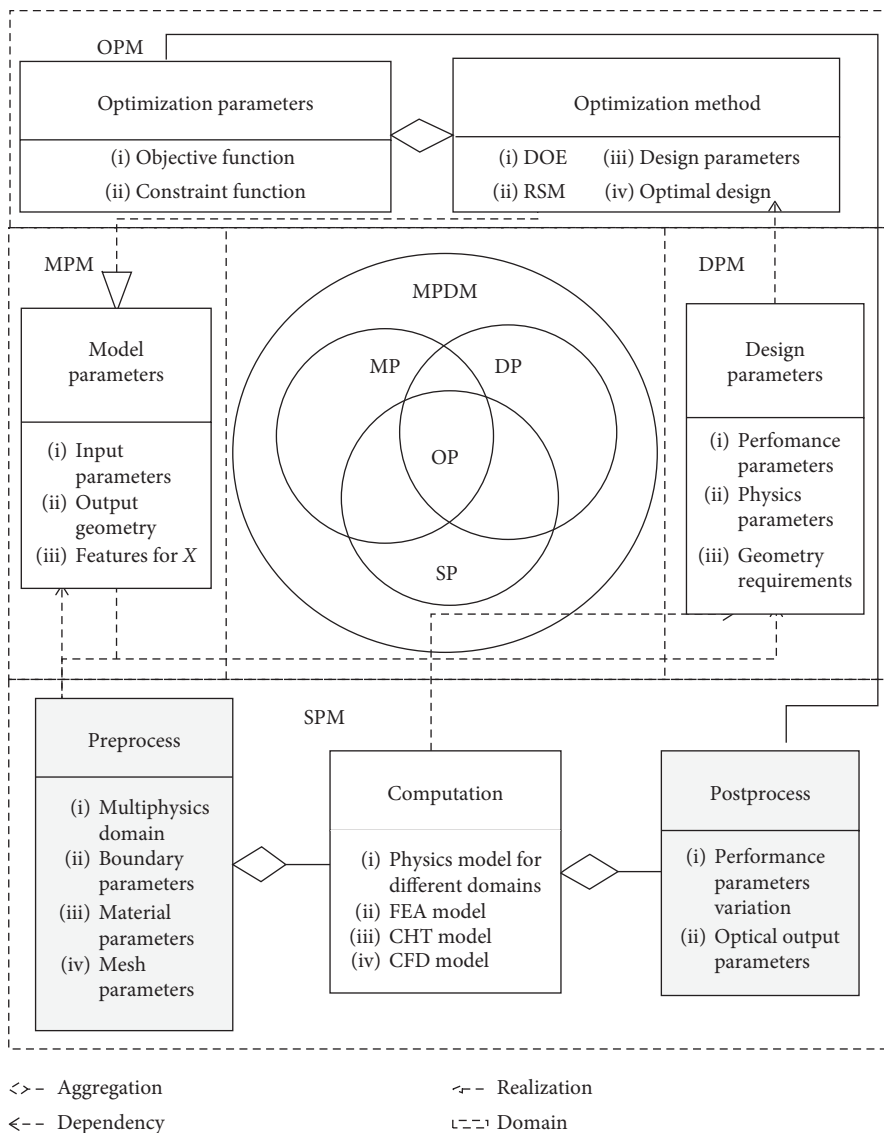 OPM
Optimization parameters
(i) Objective function
(ii) Constraint function
Optimization method
(i) DOE (iii) Design parameters
(ii) RSM (iv) Optimal design
MPM
Model
parameters
(i) Input
parameters
(ii) Output
geometry
(iii) Features for X
MPDM
MP
DP
OP
SP
DPM
Design
parameters
(i) Perfomance
parameters
(ii) Physics
parameters
(iii) Geometry
requirements
SPM
Preprocess
(i) Multiphysics
domain
(ii) Boundary
parameters
(iii) Material
parameters
(iv) Mesh
parameters
Computation
(i) Physics model for
different domains
(ii) FEA model
(iii) CHT model
(iv) CFD model
Postprocess
(i) Performance
parameters
variation
(ii) Optical output
parameters
Aggregation
Dependency
Realization
Domain